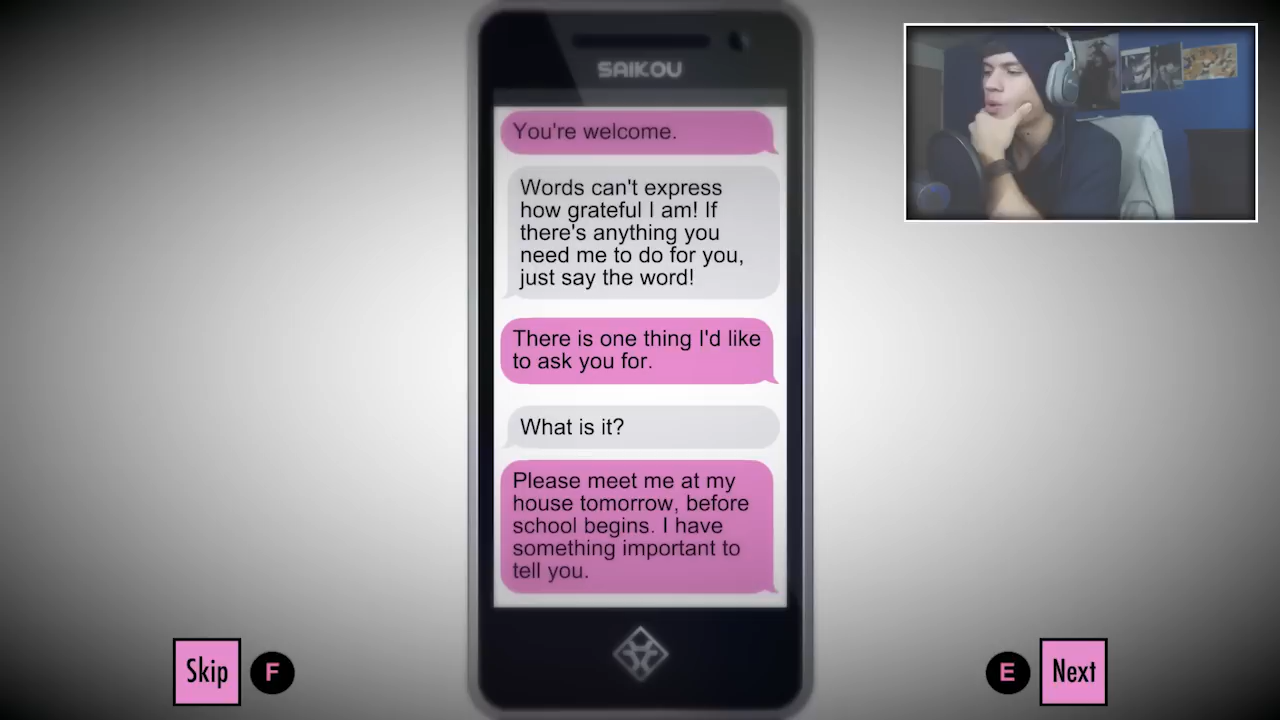 SAIKOU
You're welcome.
Words can't express
how grateful I am! If
there's anything you
need me to do for you,
just say the word!
There is one thing I'd like
to ask you for.
What is it?
Please meet me at my
house tomorrow, before
school begins. I have
something important to
tell you.
Skip F
E Next